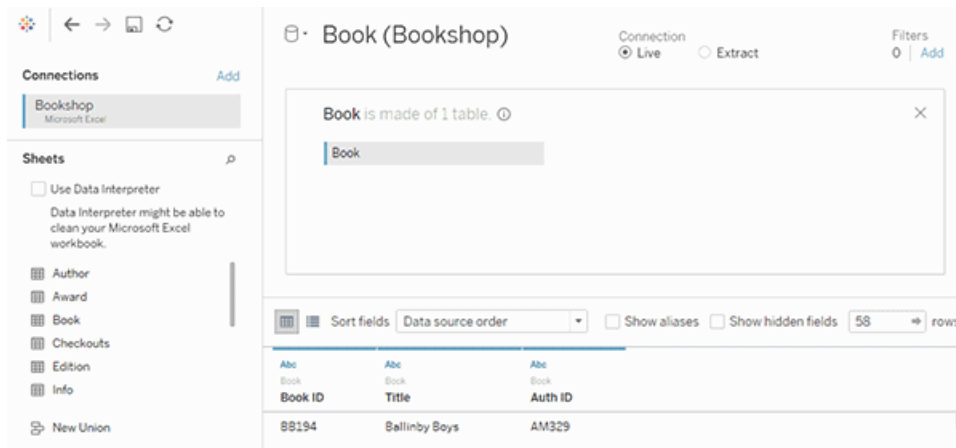 Connections
Add
Bookshop
Microsoft Excel
Sheets
Use Data Interpreter
Data Interpreter might be able to
clean your Microsoft Excel
workbook.
Author
Award
Book
Checkouts
Edition
Info
New Union
Book (Bookshop)
Connection
Live
Extract
Filters
0
Add
Book is made of 1 table.
Book
Sort fields
Data source order
Show aliases
Show hidden fields
58
rows
Abc
Abc
Abc
Book
Book
Book
Book ID
Title
Auth ID
BB194
Ballinby Boys
AM329